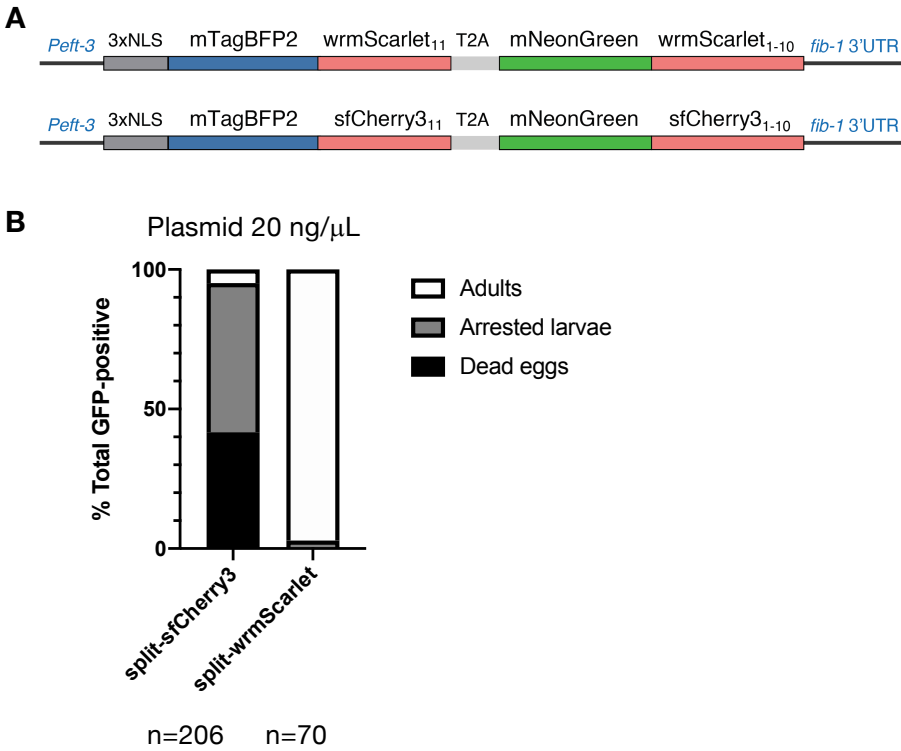 A
Peft-3 3xNLS mTagBFP2 wrmScarlet11 T2A mNeonGreen wrmScarlet1-10 fib-1 3'UTR
Peft-3 3xNLS mTagBFP2 sfCherry311 T2A mNeonGreen sfCherry31-10 fib-1 3'UTR
B
Plasmid 20 ng/μL
% Total GFP-positive
100
50
0
Adults
Arrested larvae
Dead eggs
split-sfCherry3
split-wrmScarlet
n=206 n=70